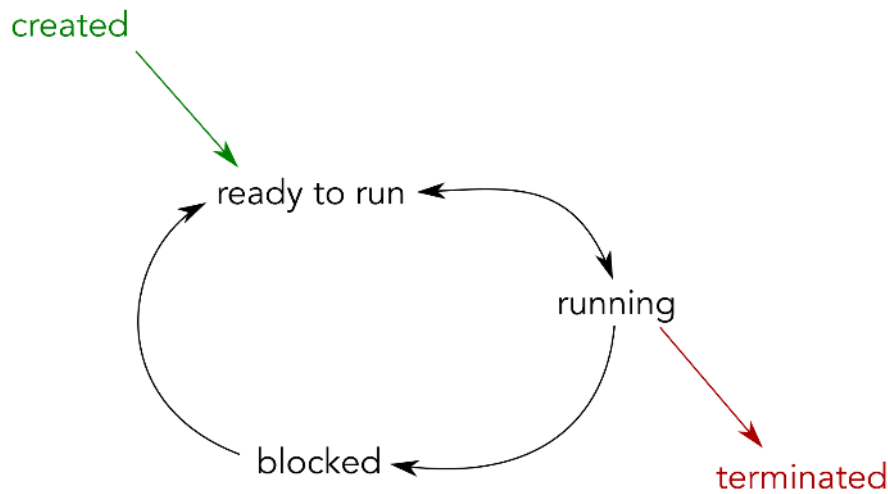 created
ready to run
running
blocked
terminated